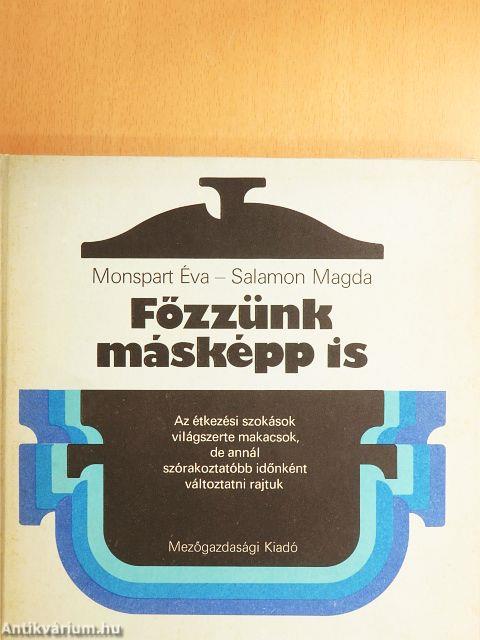 Monspart Éva – Salamon Magda
Főzzünk
másképp is
Az étkezési szokások
világszerte makacsok,
de annál
szórakoztatóbb időnként
változtatni rajtuk
Mezőgazdasági Kiadó
Antikvárium.hu